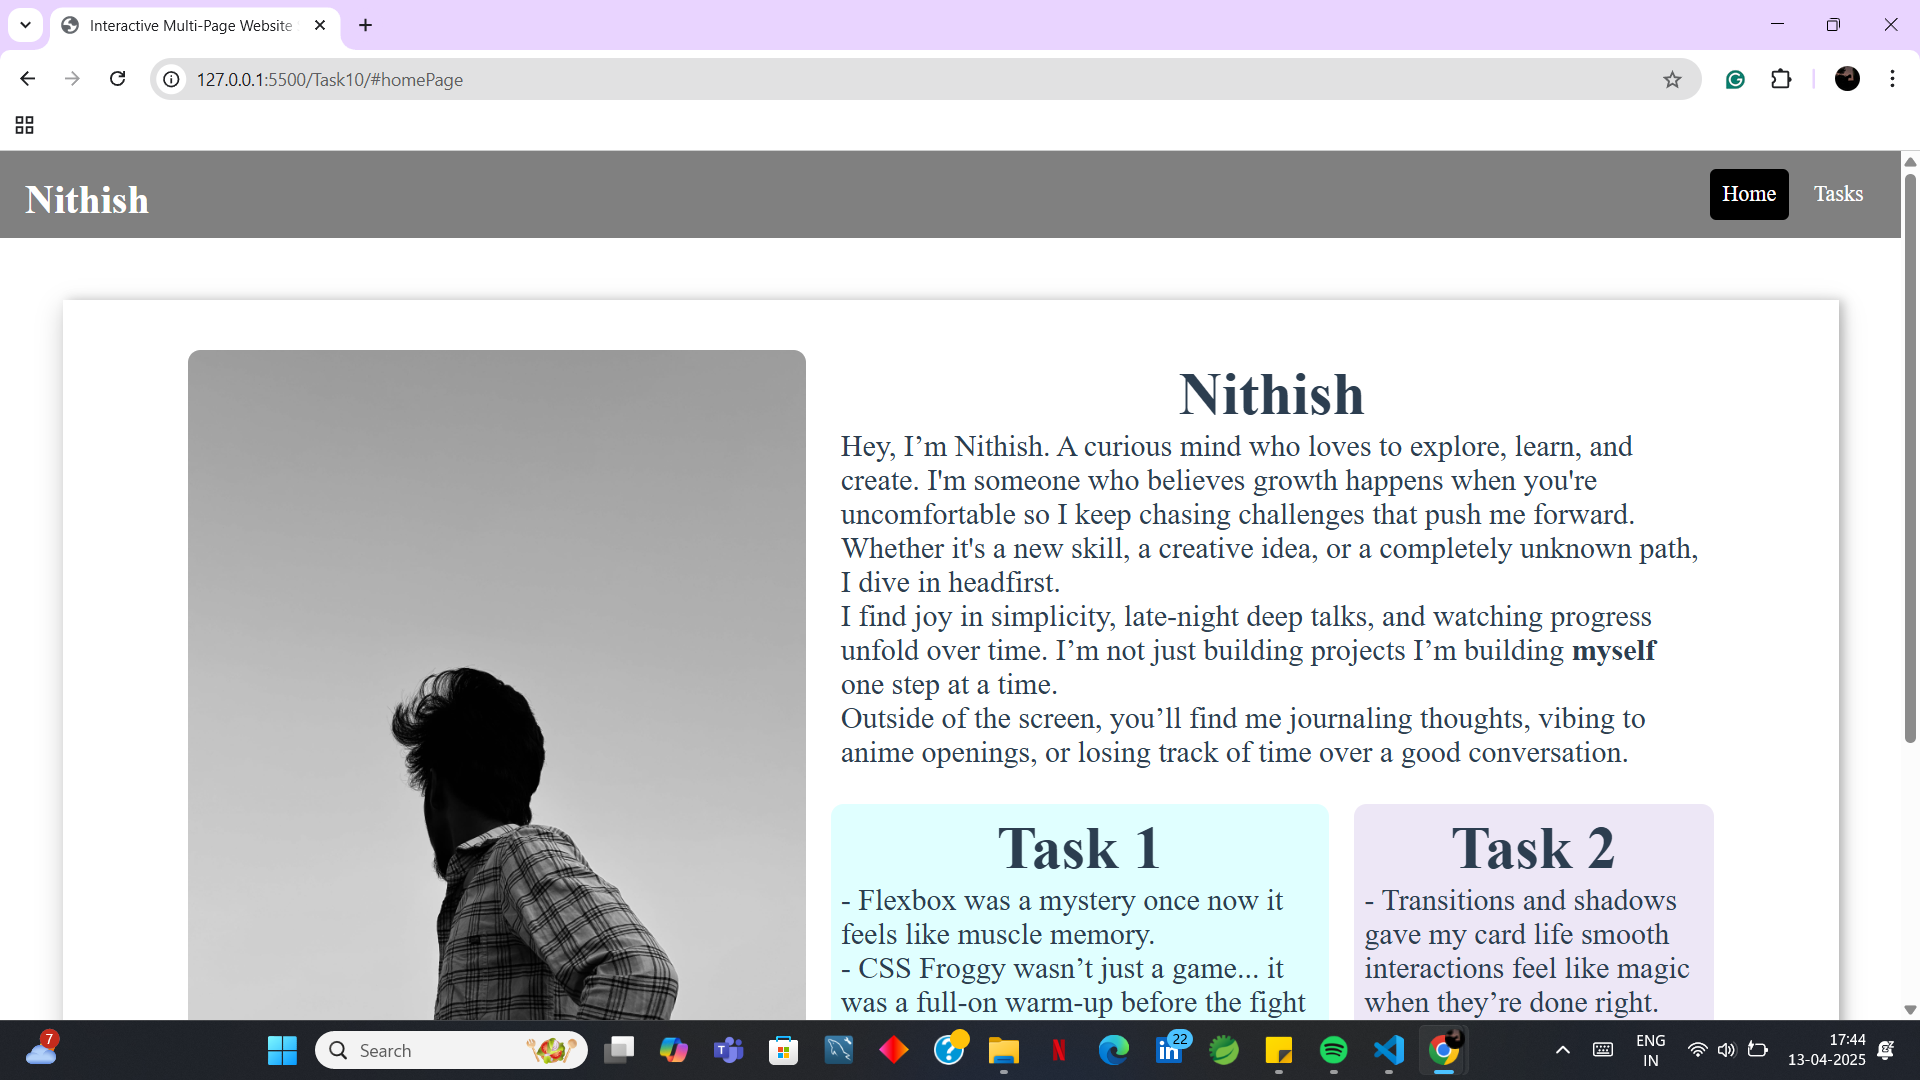 Interactive Multi-Page Website
127.0.0.1:5500/Task10/#homePage
Nithish
Home
Tasks
Nithish
Hey, I’m Nithish. A curious mind who loves to explore, learn, and
create. I'm someone who believes growth happens when you're
uncomfortable so I keep chasing challenges that push me forward.
Whether it's a new skill, a creative idea, or a completely unknown path,
I dive in headfirst.
I find joy in simplicity, late-night deep talks, and watching progress
unfold over time. I’m not just building projects I’m building myself
one step at a time.
Outside of the screen, you’ll find me journaling thoughts, vibing to
anime openings, or losing track of time over a good conversation.
Task 1
- Flexbox was a mystery once now it
feels like muscle memory.
- CSS Froggy wasn’t just a game... it
was a full-on warm-up before the fight
Task 2
- Transitions and shadows
gave my card life smooth
interactions feel like magic
when they’re done right.
7
Search
22
ENG
IN
17:44
13-04-2025